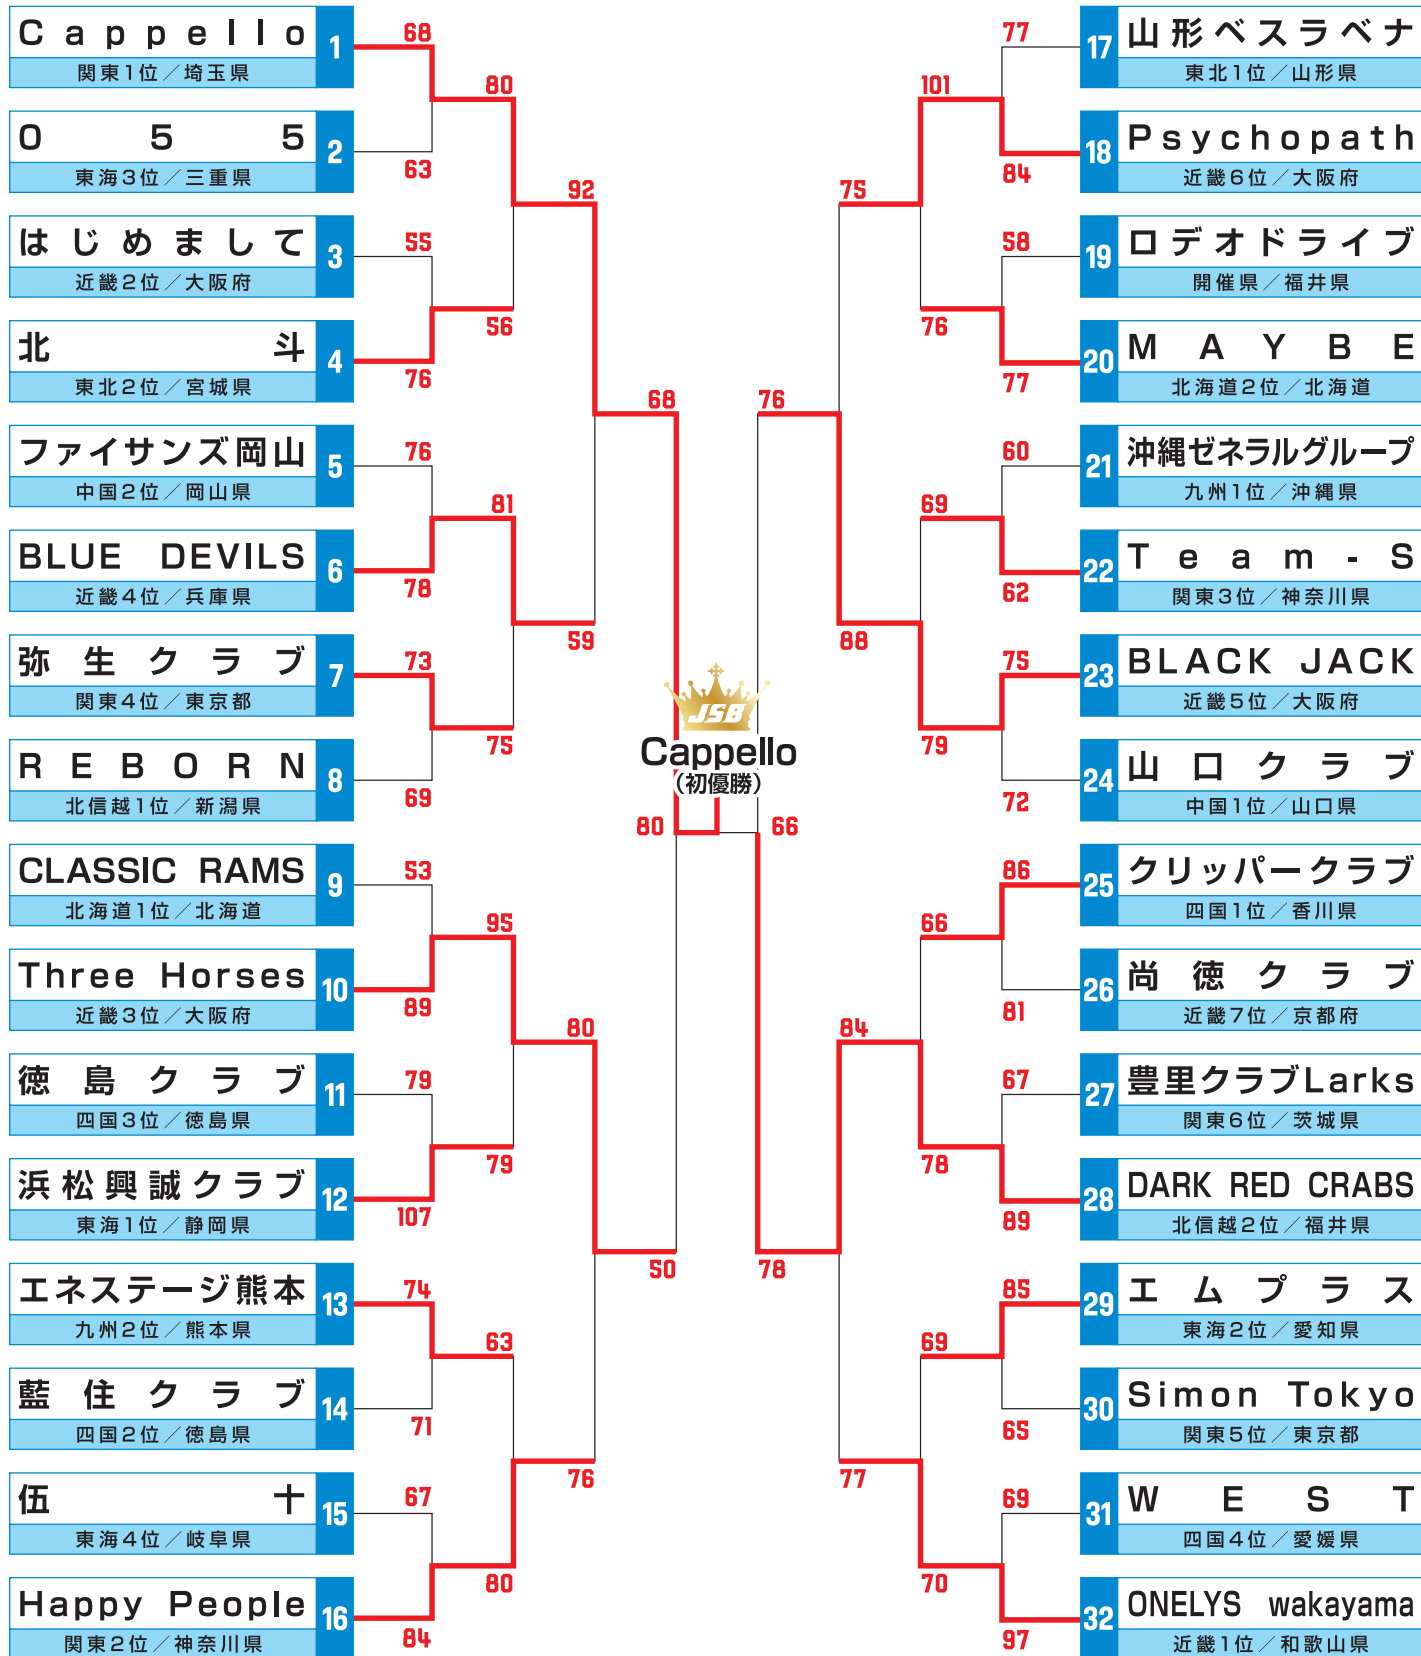 Cappello
1
関東1位／埼玉県
055
2
東海3位／三重県
はじめまして
3
近畿2位／大阪府
北斗
4
東北2位／宮城県
ファイサンズ岡山
5
中国2位／岡山県
BLUE DEVILS
6
近畿4位／兵庫県
弥生クラブ
7
関東4位／東京都
REBORN
8
北信越1位／新潟県
CLASSIC RAMS
9
北海道1位／北海道
Three Horses
10
近畿3位／大阪府
徳島クラブ
11
四国3位／徳島県
浜松興誠クラブ
12
東海1位／静岡県
エネステージ熊本
13
九州2位／熊本県
藍住クラブ
14
四国2位／徳島県
伍十
15
東海4位／岐阜県
Happy People
16
関東2位／神奈川県
68
63
55
76
76
78
73
69
53
89
79
107
74
71
67
84
80
56
81
75
95
79
63
80
92
59
80
76
68
50
80
JSB
Cappello
（初優勝）
66
76
78
75
88
84
77
101
76
69
79
66
78
69
70
77
84
58
77
60
62
75
72
86
81
67
89
85
65
69
97
17
山形ベスラベナ
東北1位／山形県
18
Psychopath
近畿6位／大阪府
19
ロデオドライブ
開催県／福井県
20
MAYBE
北海道2位／北海道
21
沖縄ゼネラルグループ
九州1位／沖縄県
22
Team-S
関東3位／神奈川県
23
BLACK JACK
近畿5位／大阪府
24
山口クラブ
中国1位／山口県
25
クリッパークラブ
四国1位／香川県
26
尚徳クラブ
近畿7位／京都府
27
豊里クラブLarks
関東6位／茨城県
28
DARK RED CRABS
北信越2位／福井県
29
エムプラス
東海2位／愛知県
30
Simon Tokyo
関東5位／東京都
31
WEST
四国4位／愛媛県
32
ONELYS wakayama
近畿1位／和歌山県